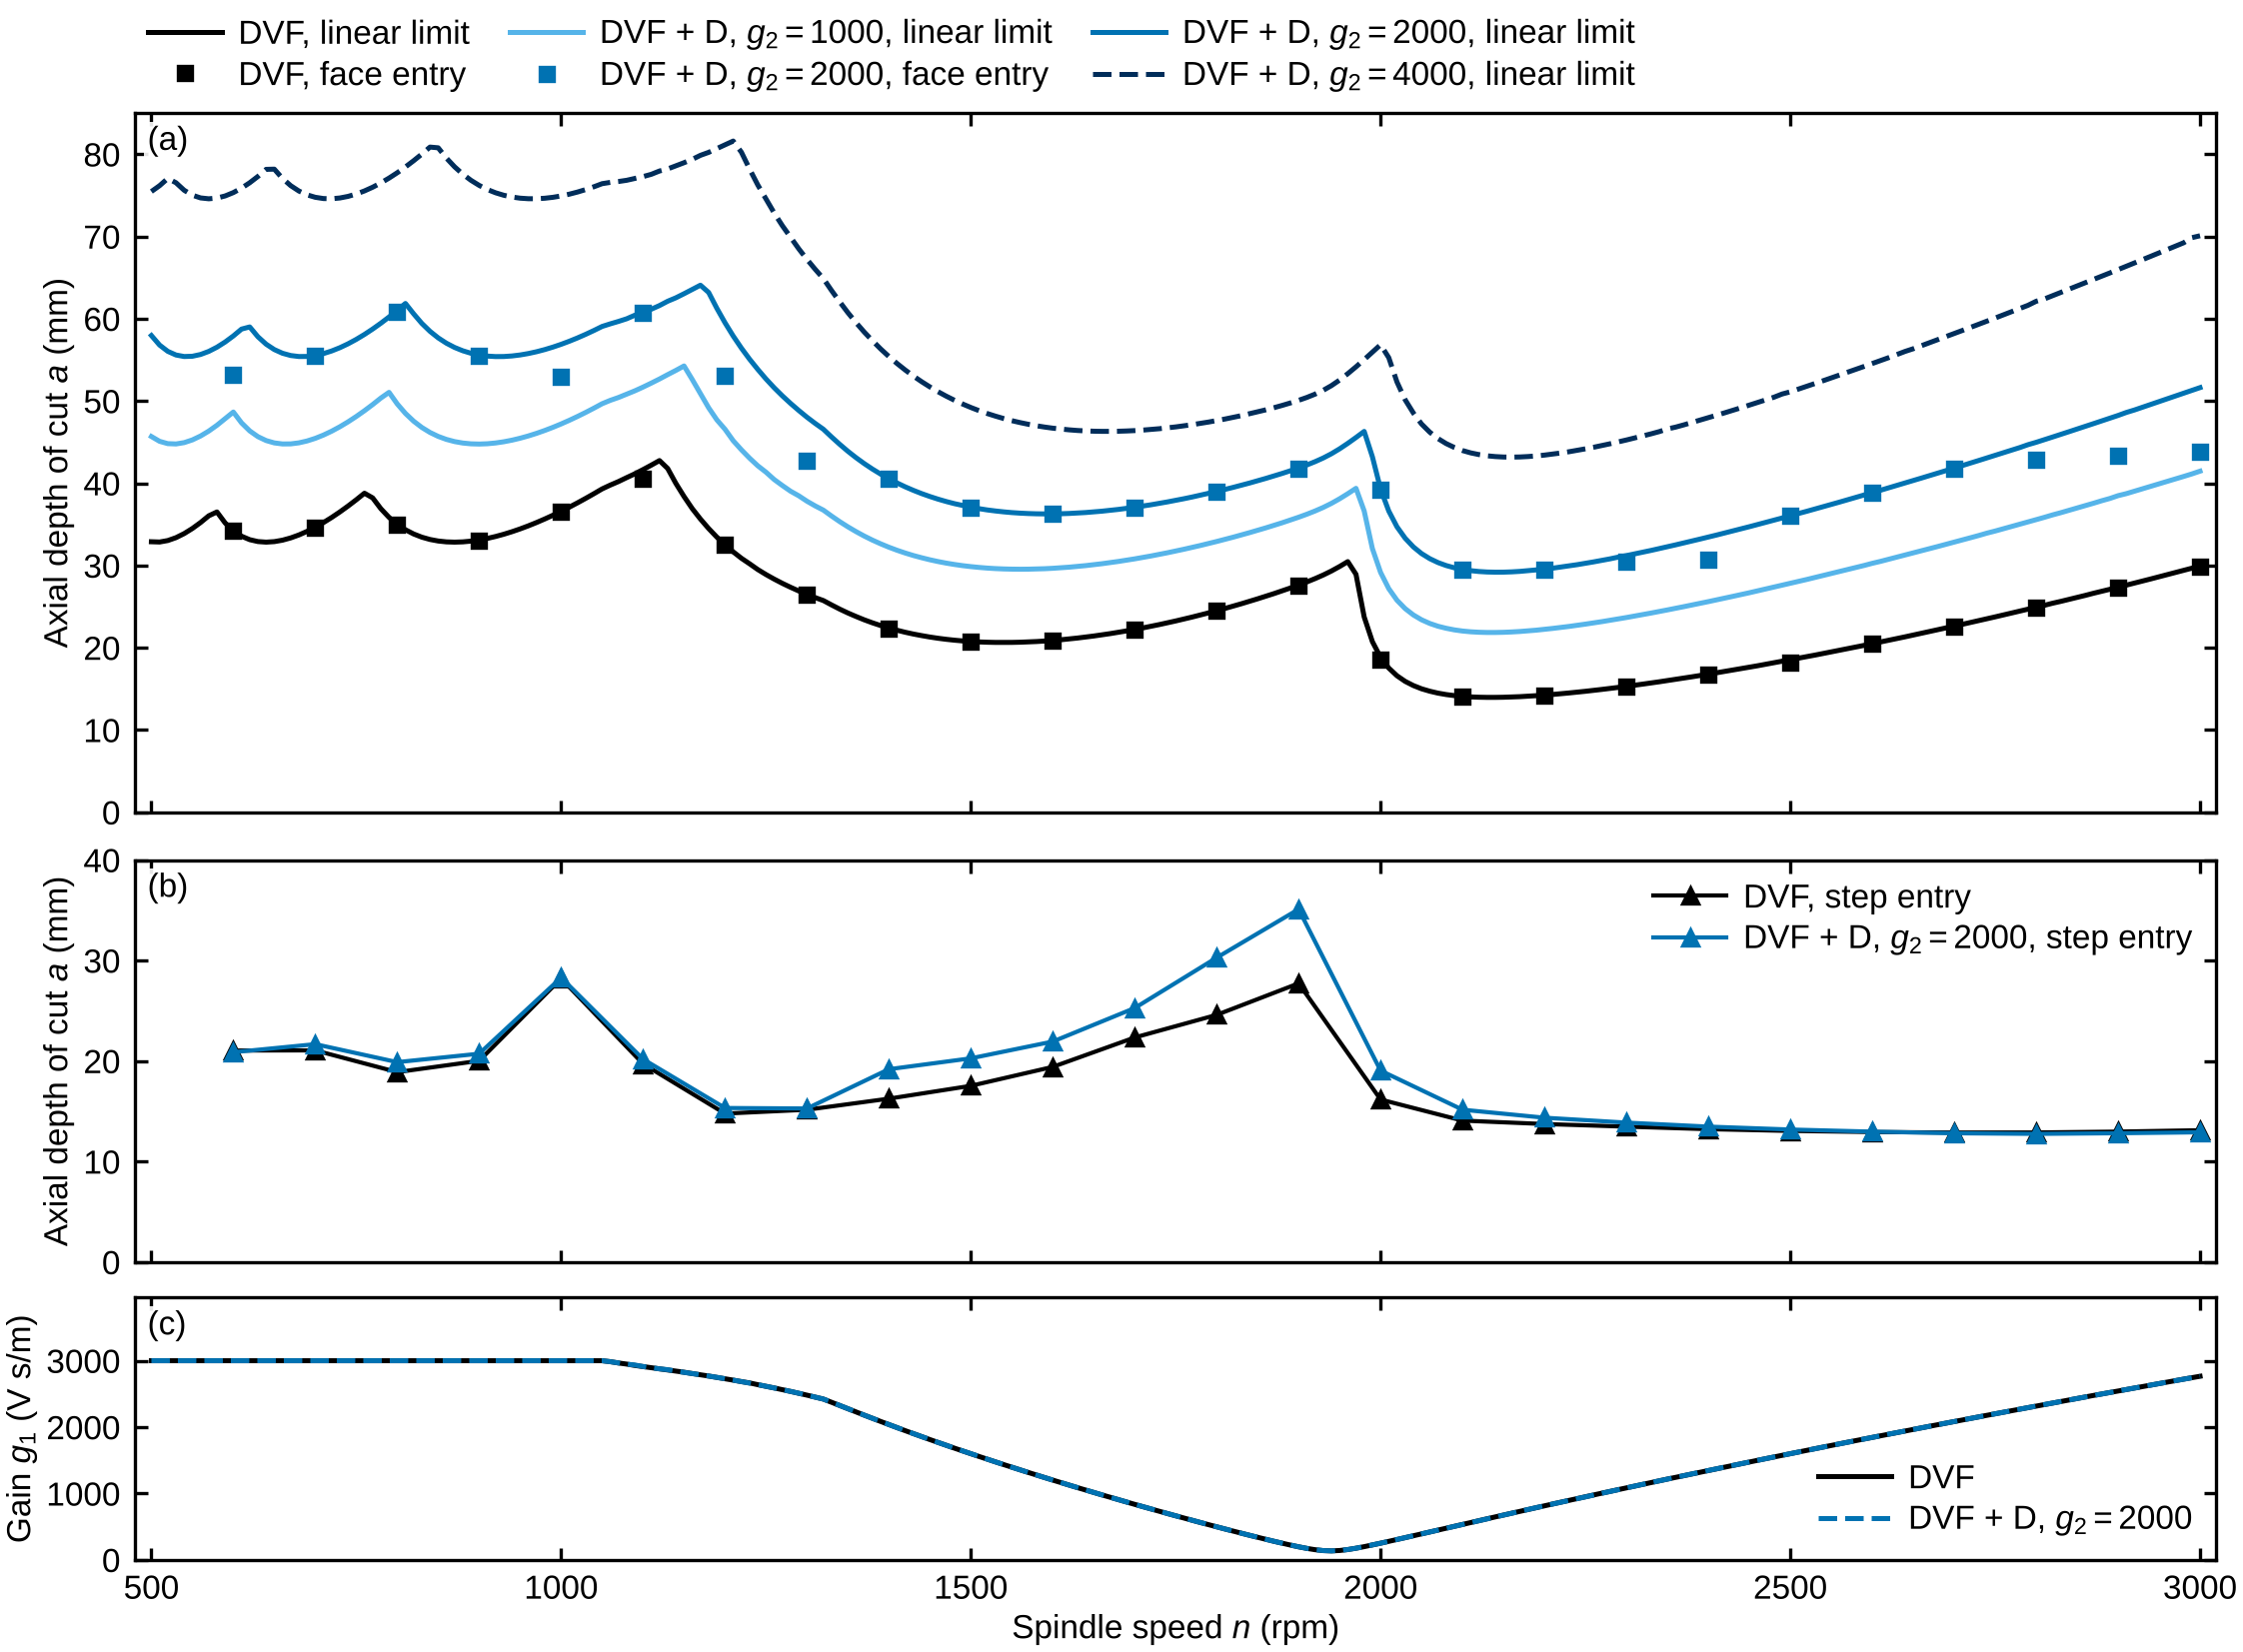 DVF, linear limit
DVF + D, g₂ = 1000, linear limit
DVF + D, g₂ = 2000, linear limit
DVF, face entry
DVF + D, g₂ = 2000, face entry
DVF + D, g₂ = 4000, linear limit
(a)
Axial depth of cut a (mm)
80
70
60
50
40
30
20
10
0
(b)
Axial depth of cut a (mm)
40
30
20
10
0
DVF, step entry
DVF + D, g₂ = 2000, step entry
(c)
Gain g₁ (V s/m)
3000
2000
1000
0
DVF
DVF + D, g₂ = 2000
500 1000 1500 2000 2500 3000
Spindle speed n (rpm)